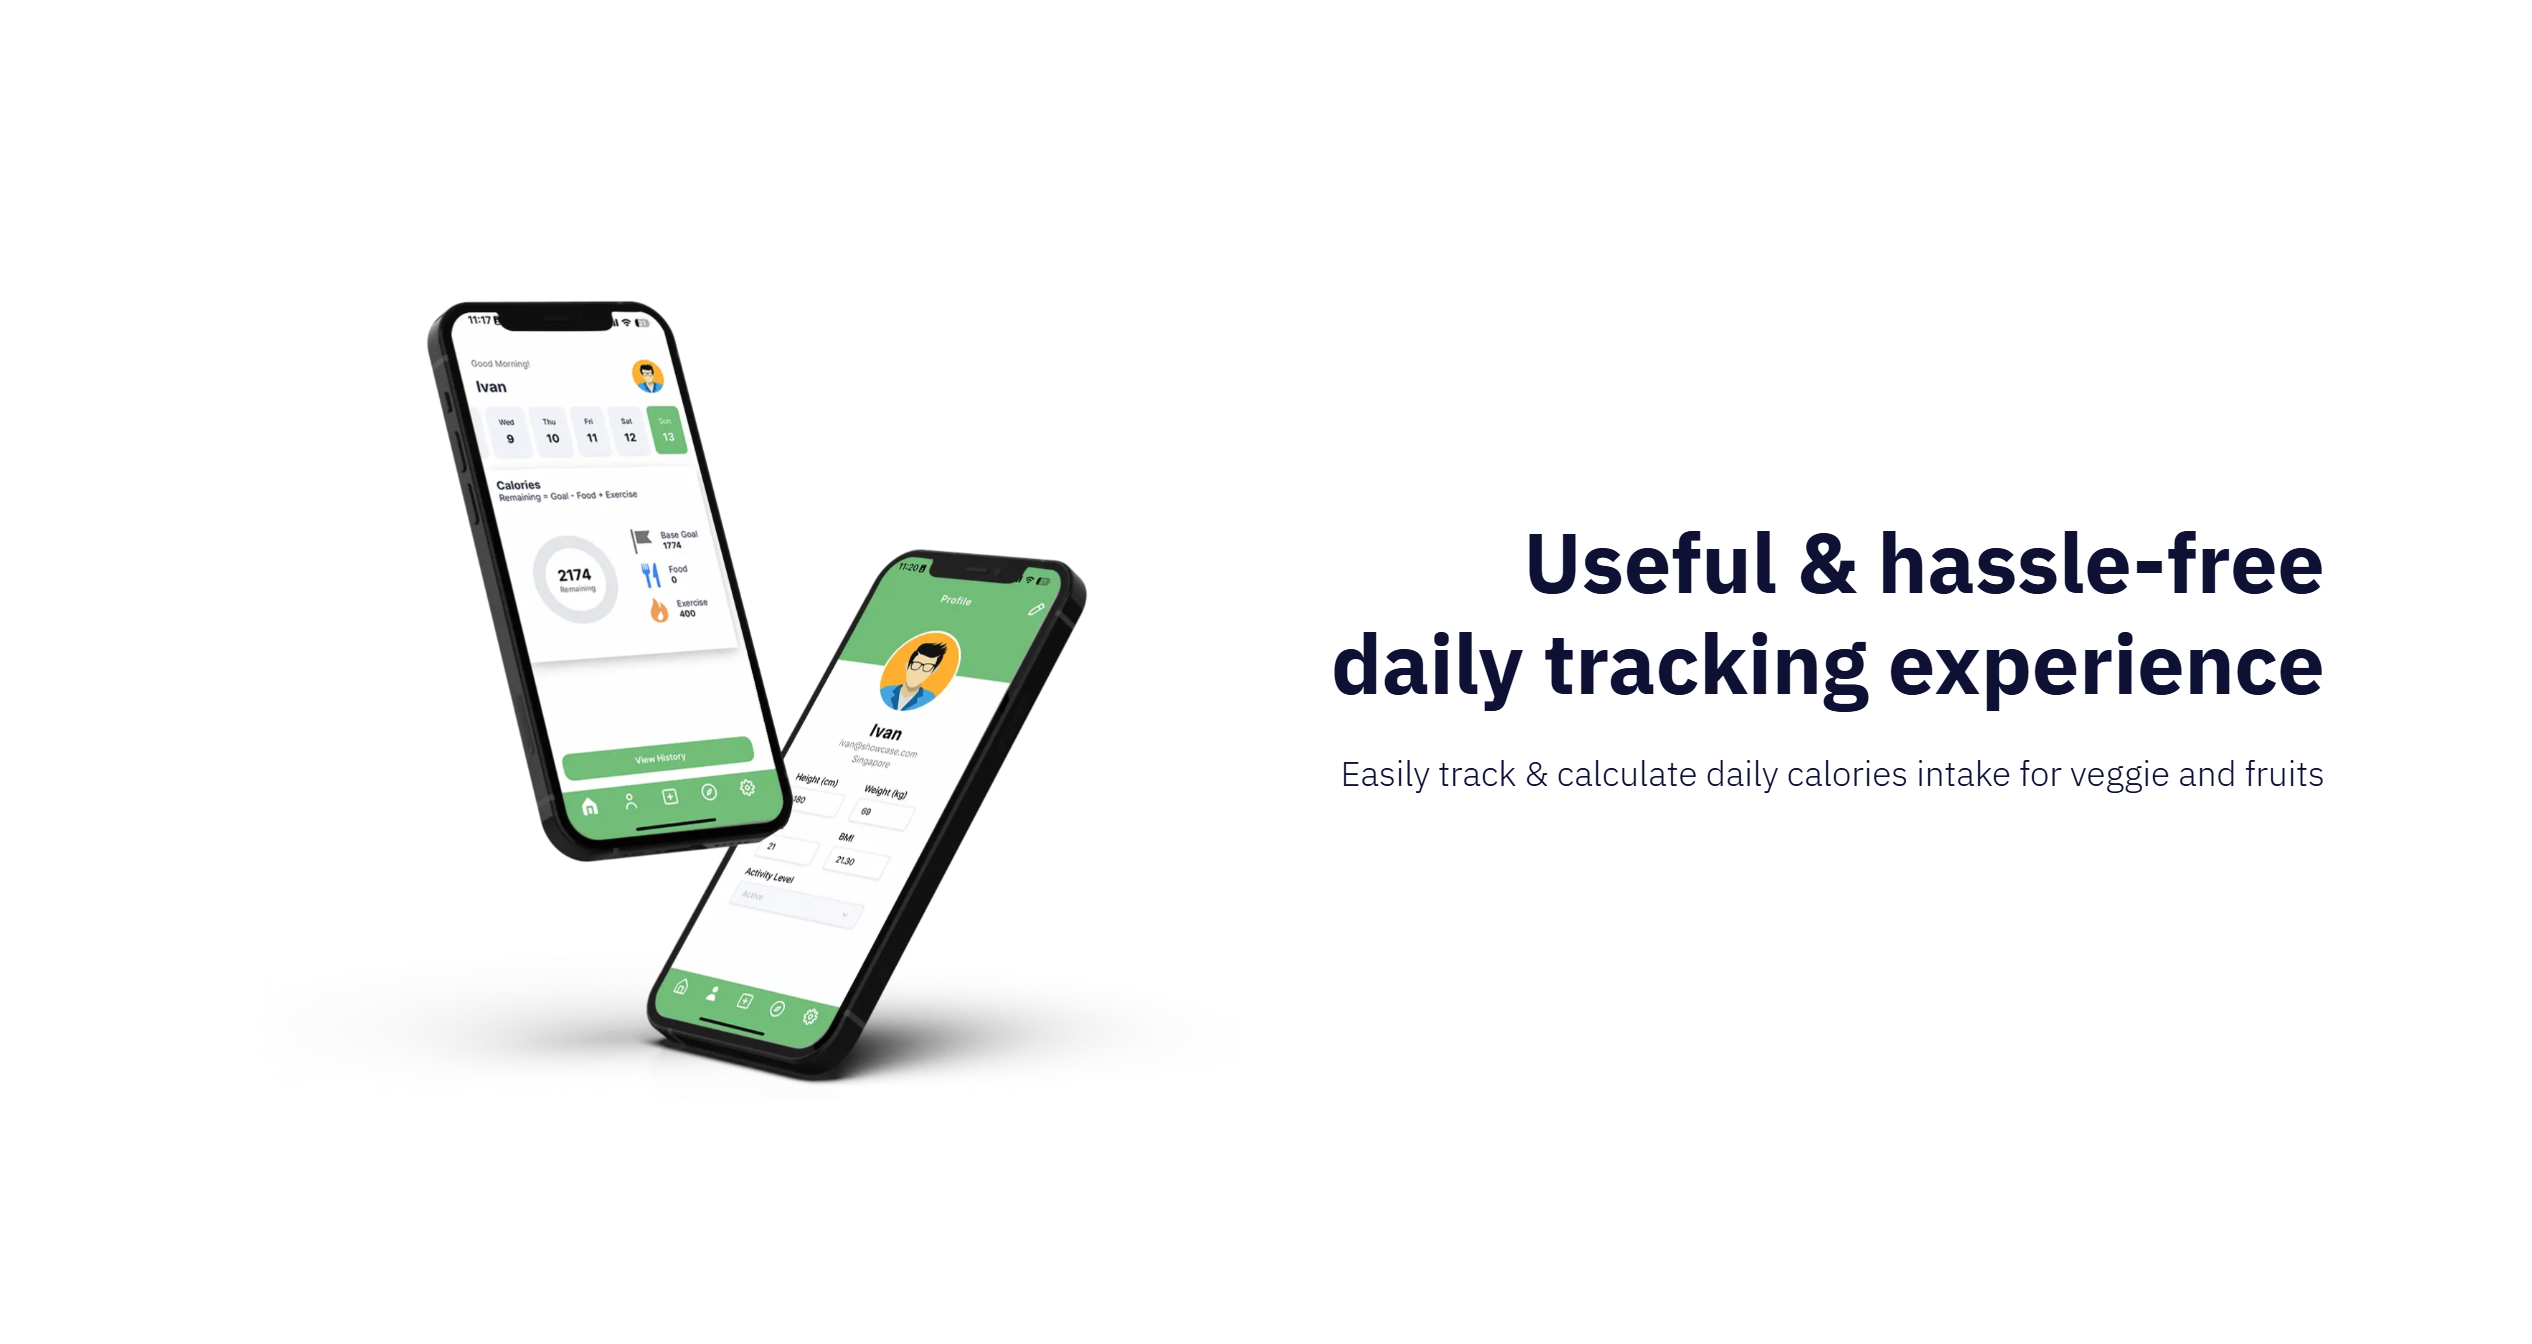 11:17
Good Morning!
Ivan
Wed Thu Fri Sat Sun
9 10 11 12 13
Calories
Remaining = Goal - Food + Exercise
Base Goal
1774
2174
Remaining
Food
0
Exercise
400
View History
11:20
Profile
Ivan
ivan@showcase.com
Singapore
Height (cm) Weight (kg)
180 69
BMI
21 21.30
Activity Level
Active
Useful & hassle-free
daily tracking experience
Easily track & calculate daily calories intake for veggie and fruits